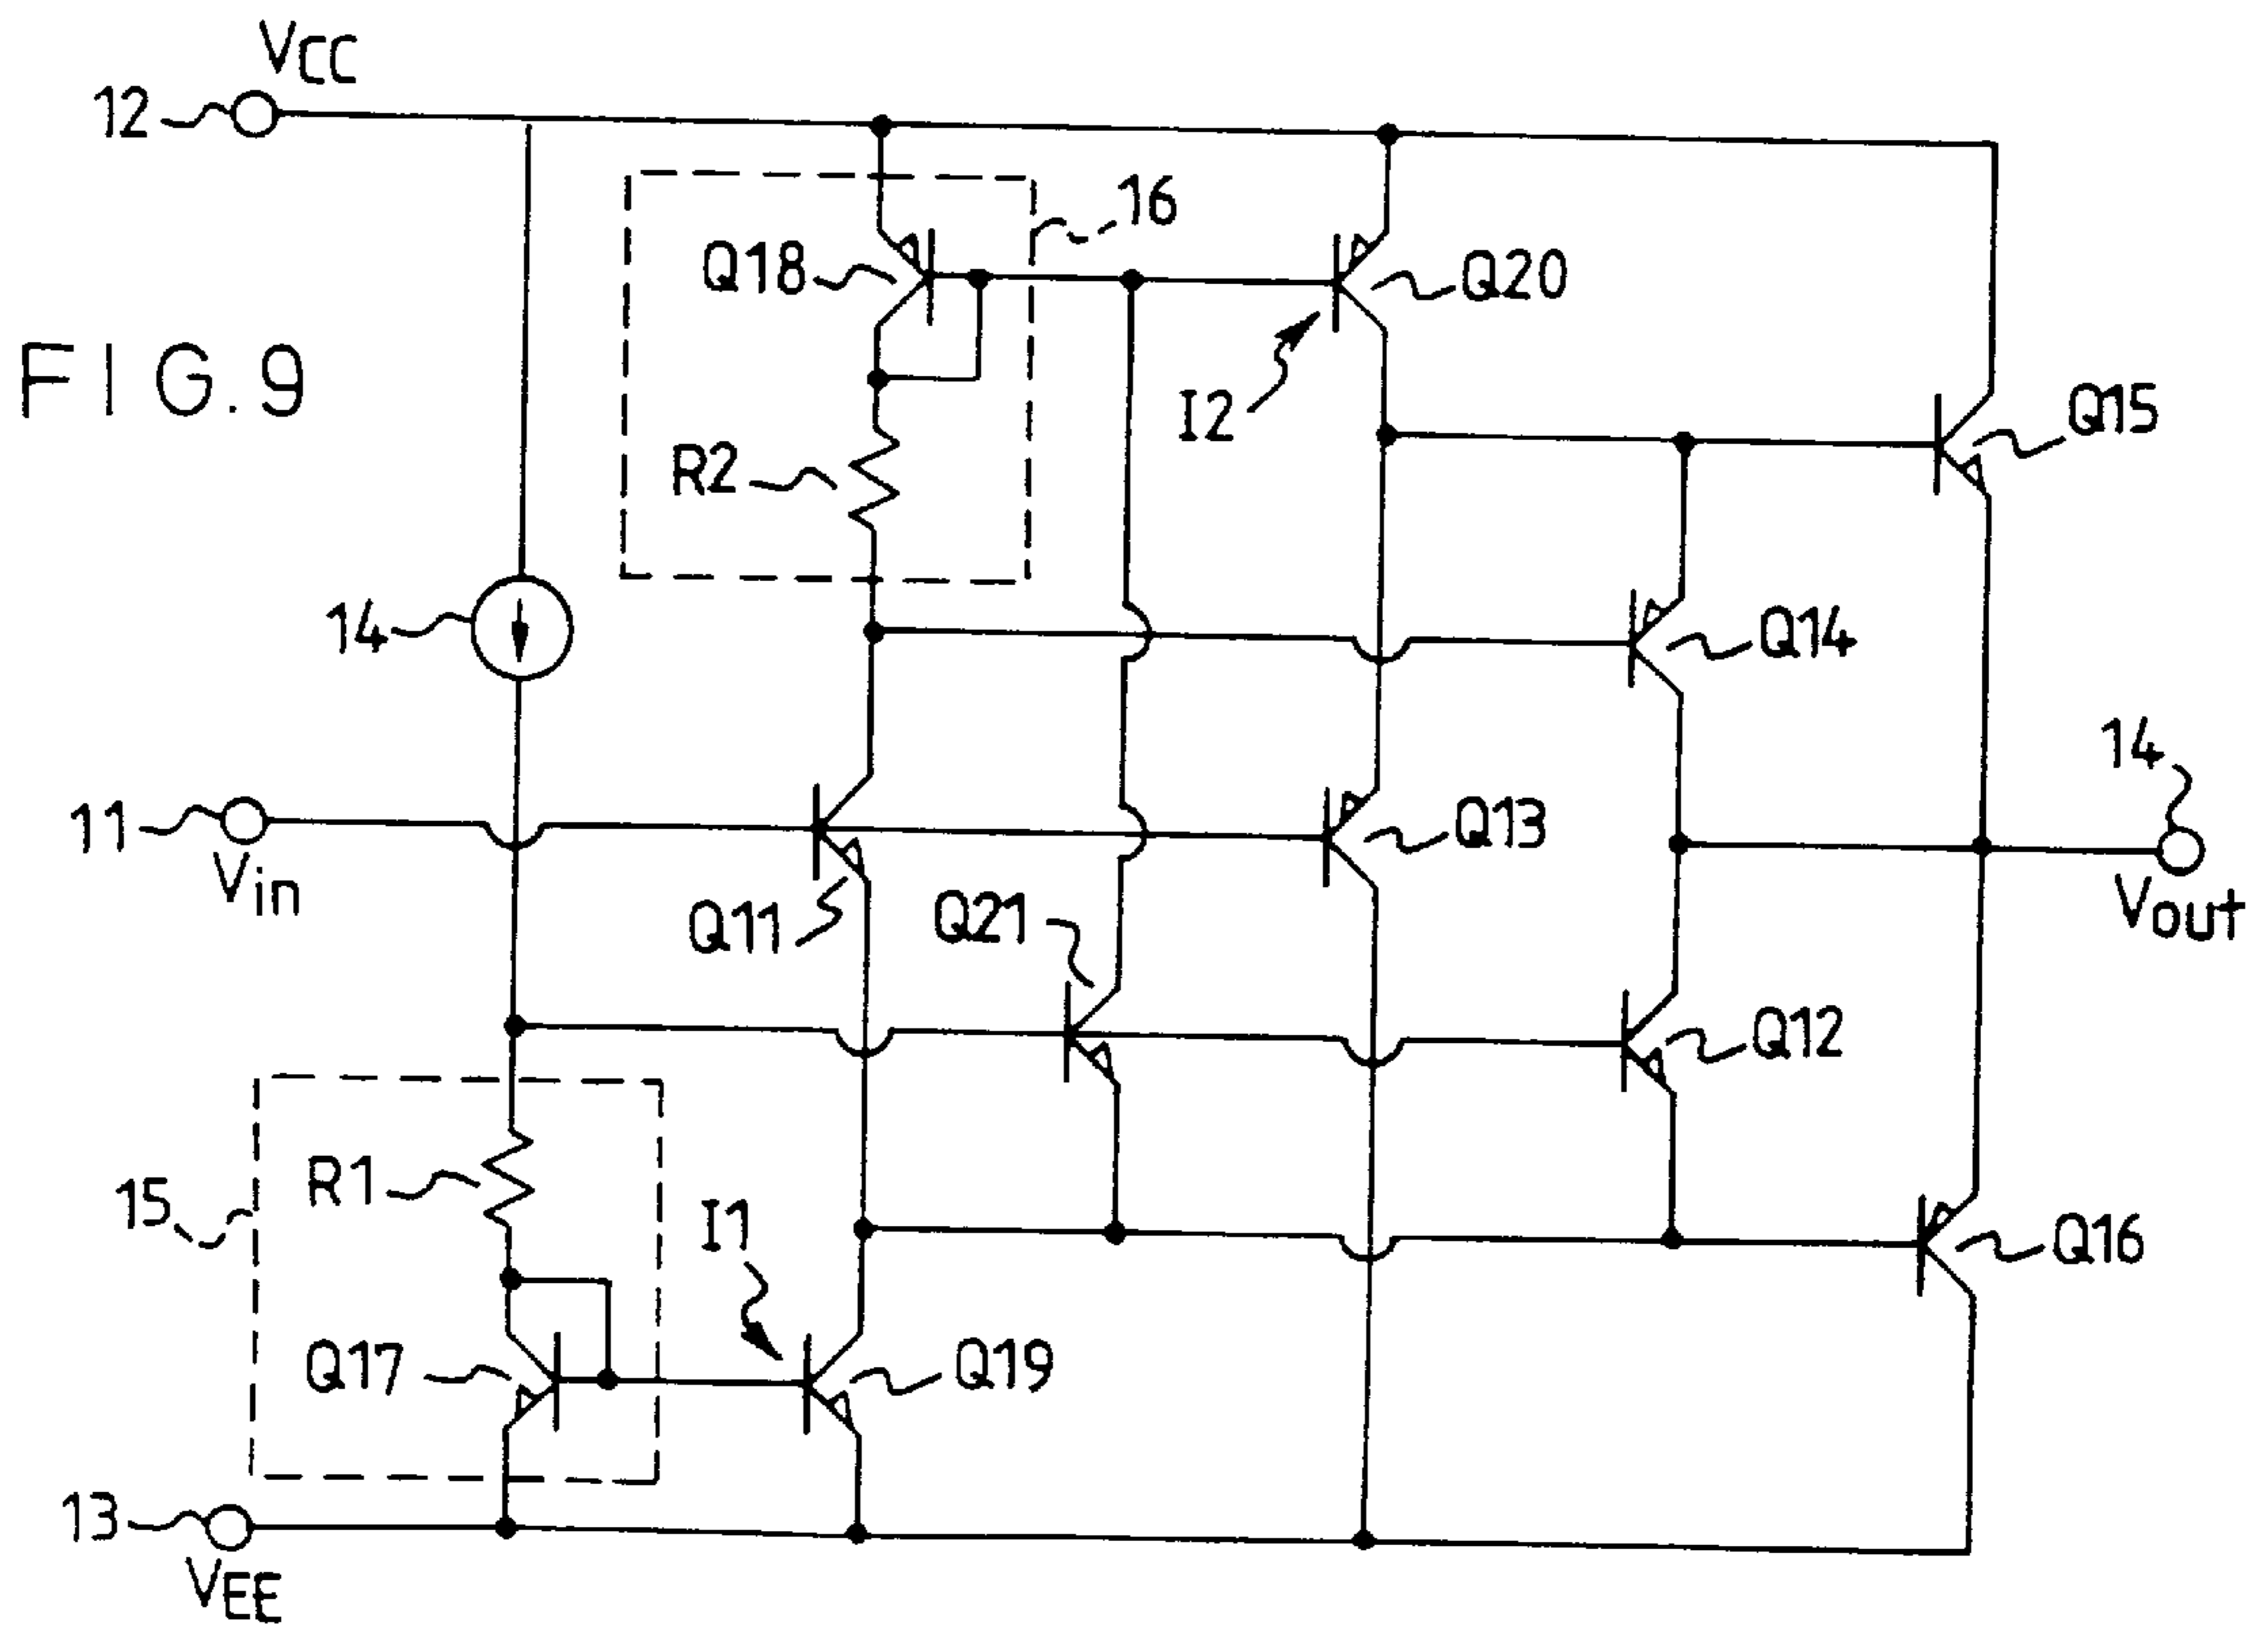 VCC
12
16
Q18
Q20
FIG.9
I2
Q15
R2
14
Q14
14
11
Q13
Vin
Q11
Q21
Vout
Q12
R1
15
I1
Q16
Q17
Q19
13
VEE